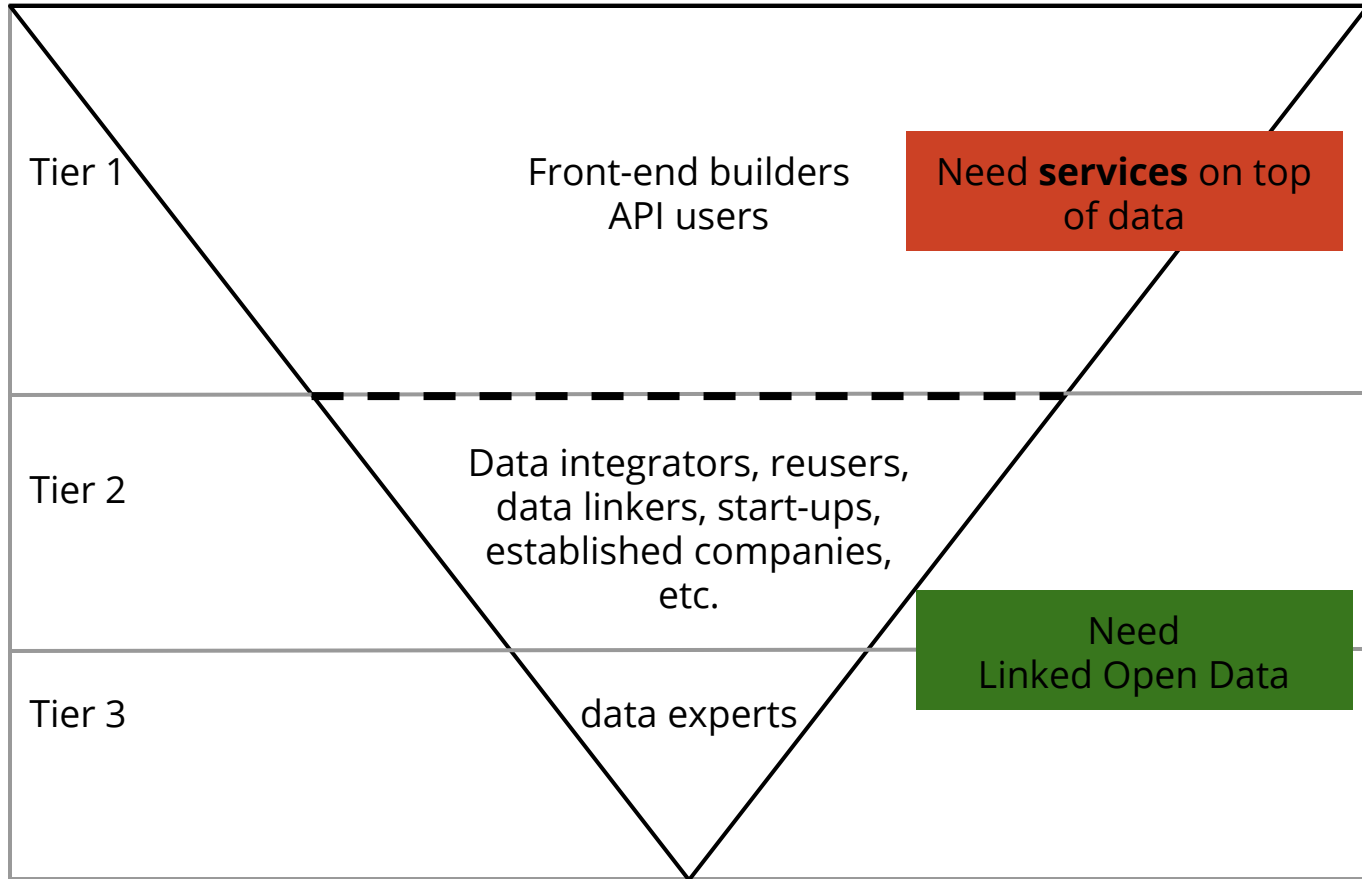 Tier 1
Front-end builders
API users
Need services on top
of data
Tier 2
Data integrators, reusers,
data linkers, start-ups,
established companies,
etc.
Need
Linked Open Data
Tier 3
data experts